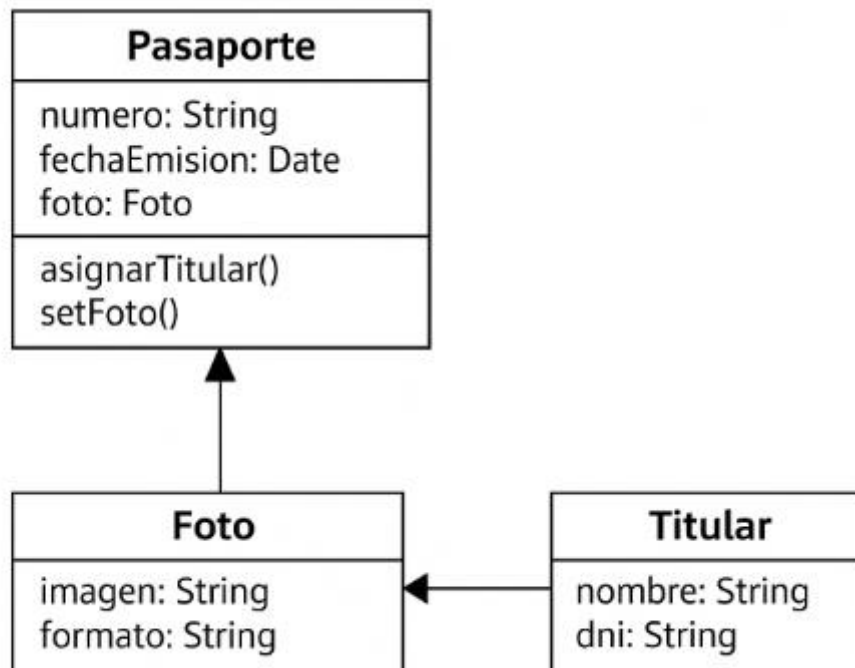 Pasaporte
numero: String
fechaEmision: Date
foto: Foto
asignarTitular()
setFoto()
Foto
imagen: String
formato: String
Titular
nombre: String
dni: String